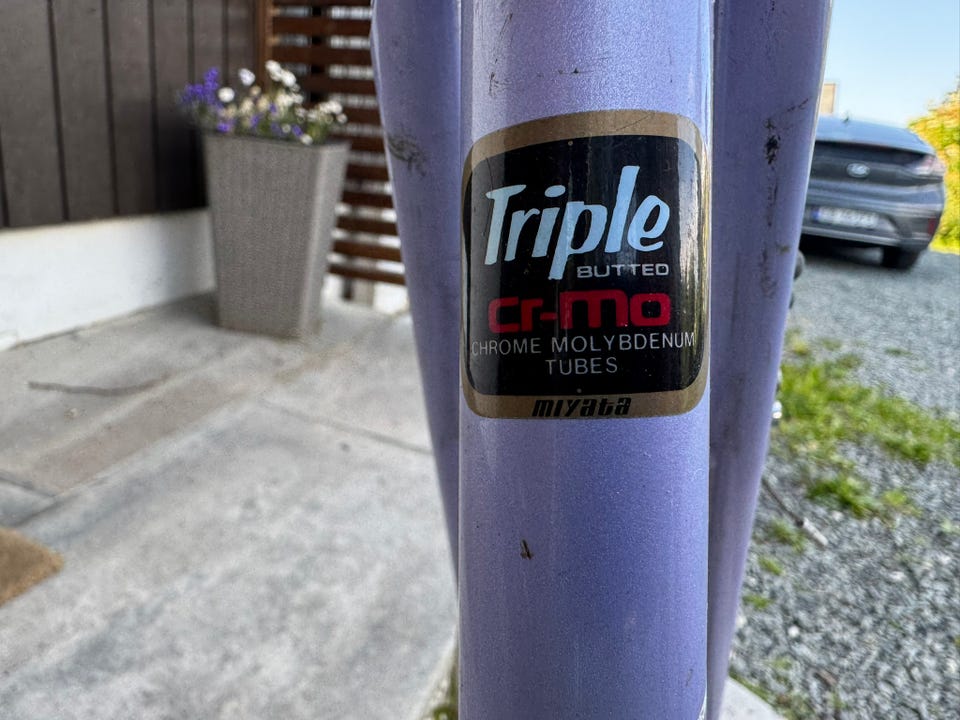 Triple
BUTTED
Cr-Mo
CHROME MOLYBDENUM
TUBES
MIYATA